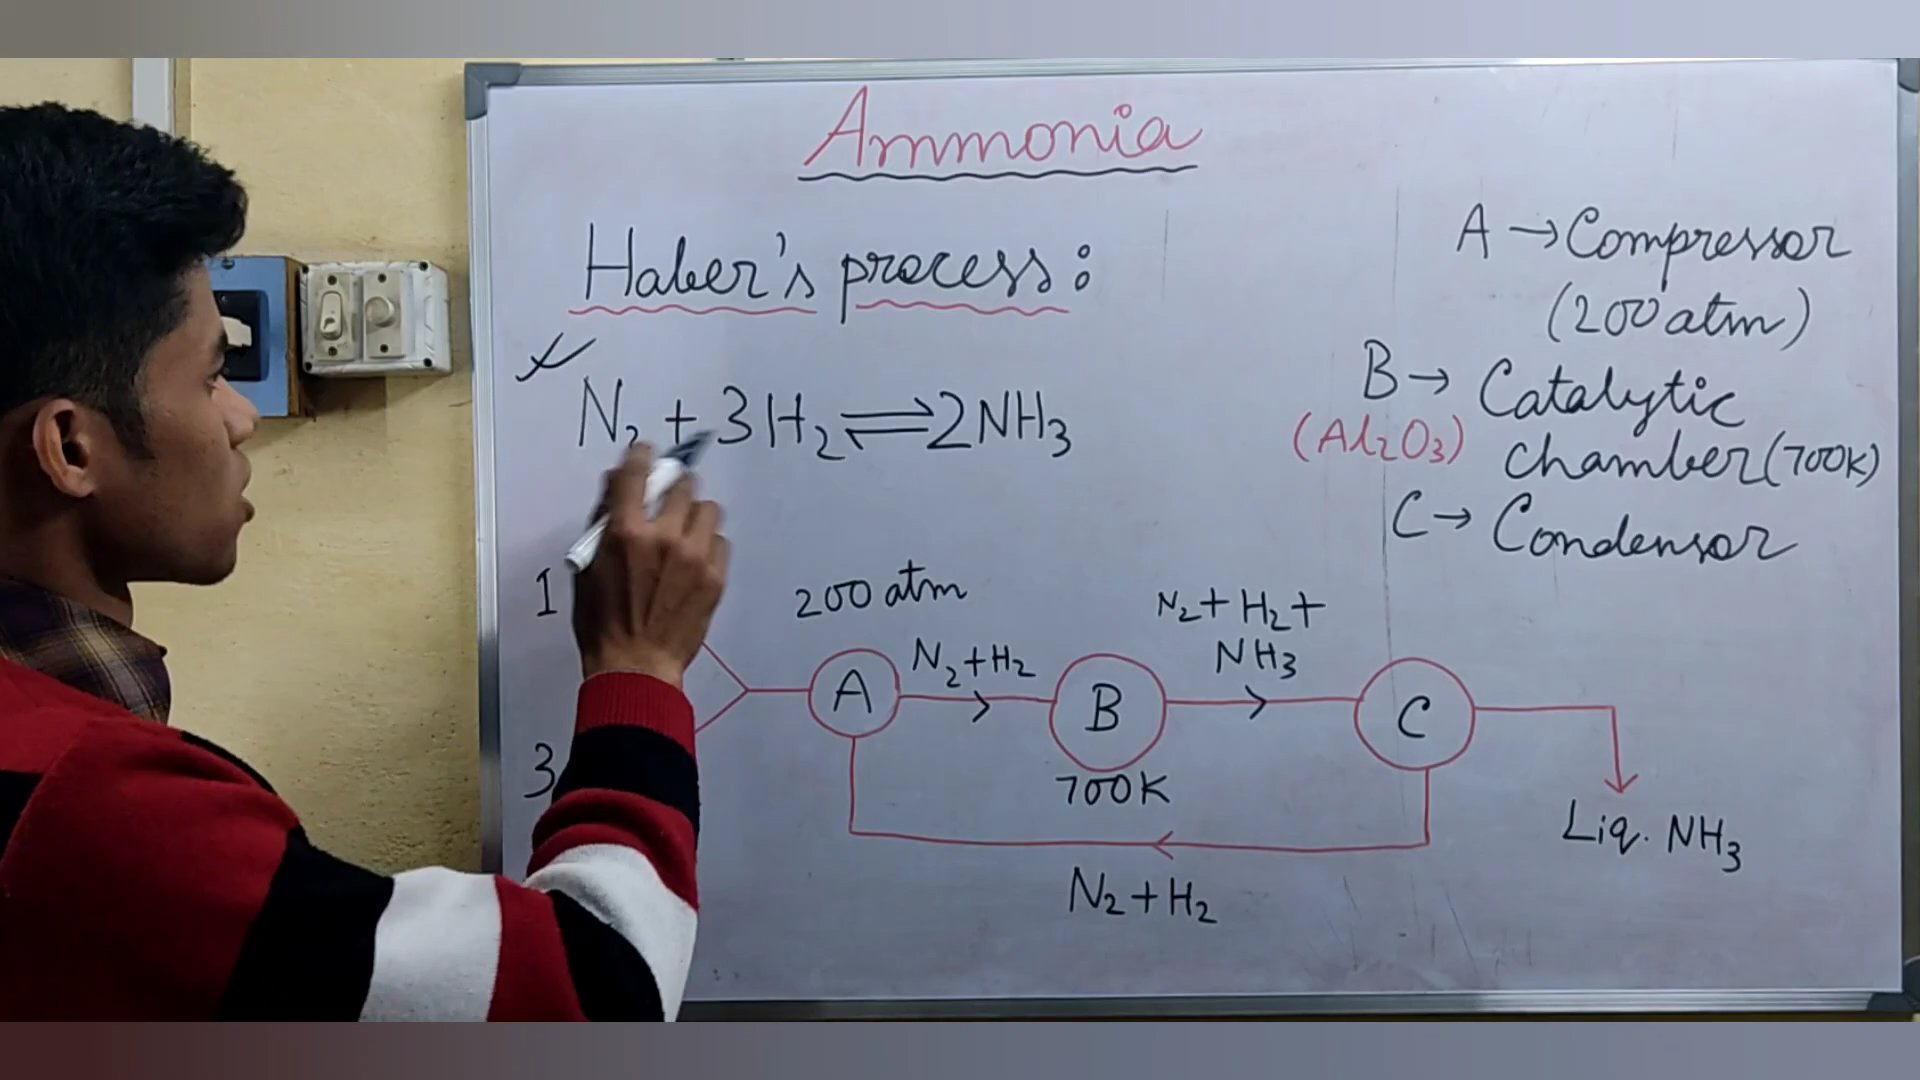 Ammonia
Haber's process:
N₂ + 3H₂ ⇌ 2NH₃
A → Compressor
(200 atm)
B → Catalytic
(Al₂O₃) chamber (700K)
C → Condensor
1
200 atm
N₂ + H₂ +
NH₃
N₂ + H₂
A
B
C
3
700K
Liq. NH₃
N₂ + H₂